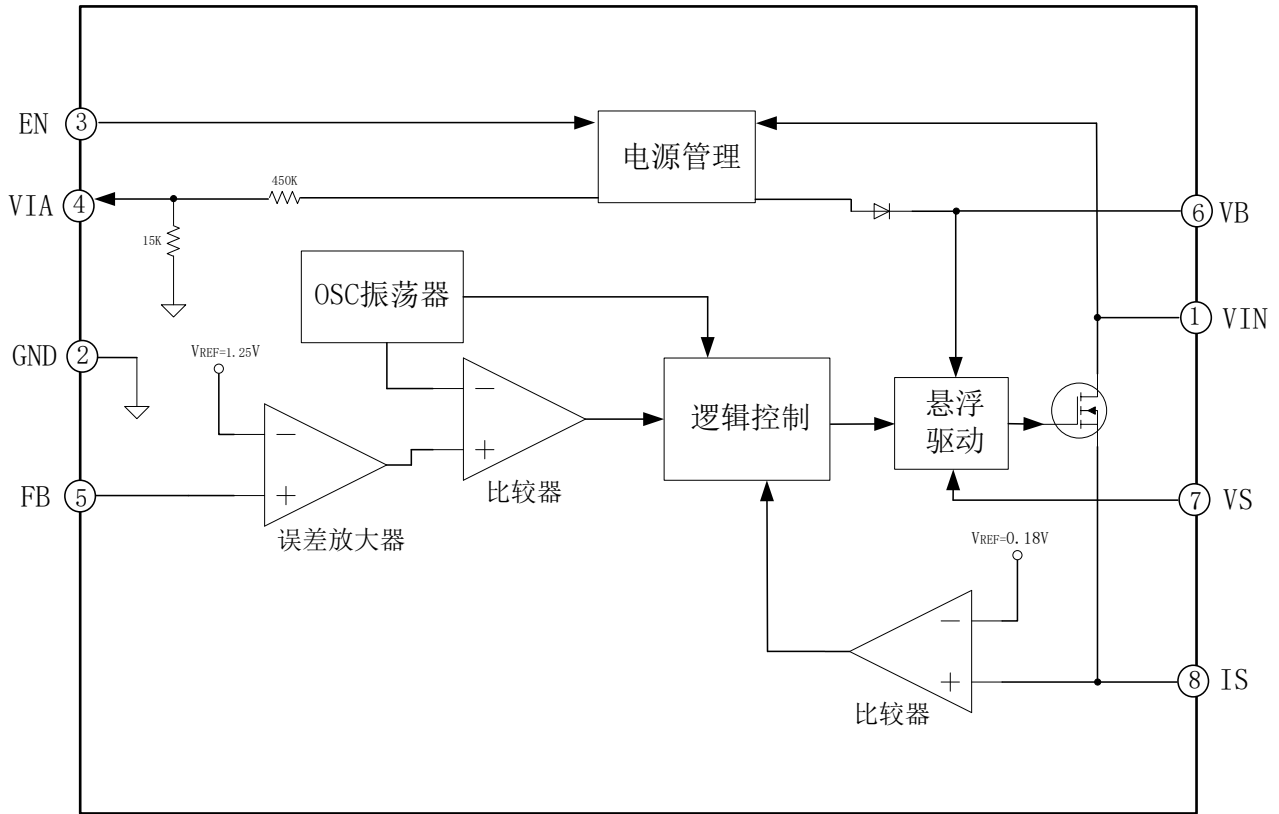 EN
3
电源管理
VIA
4
450K
15K
6
VB
OSC振荡器
1
VIN
GND
2
VREF=1.25V
−
−
+
比较器
逻辑控制
悬浮
驱动
FB
5
+
误差放大器
7
VS
VREF=0.18V
−
+
比较器
8
IS